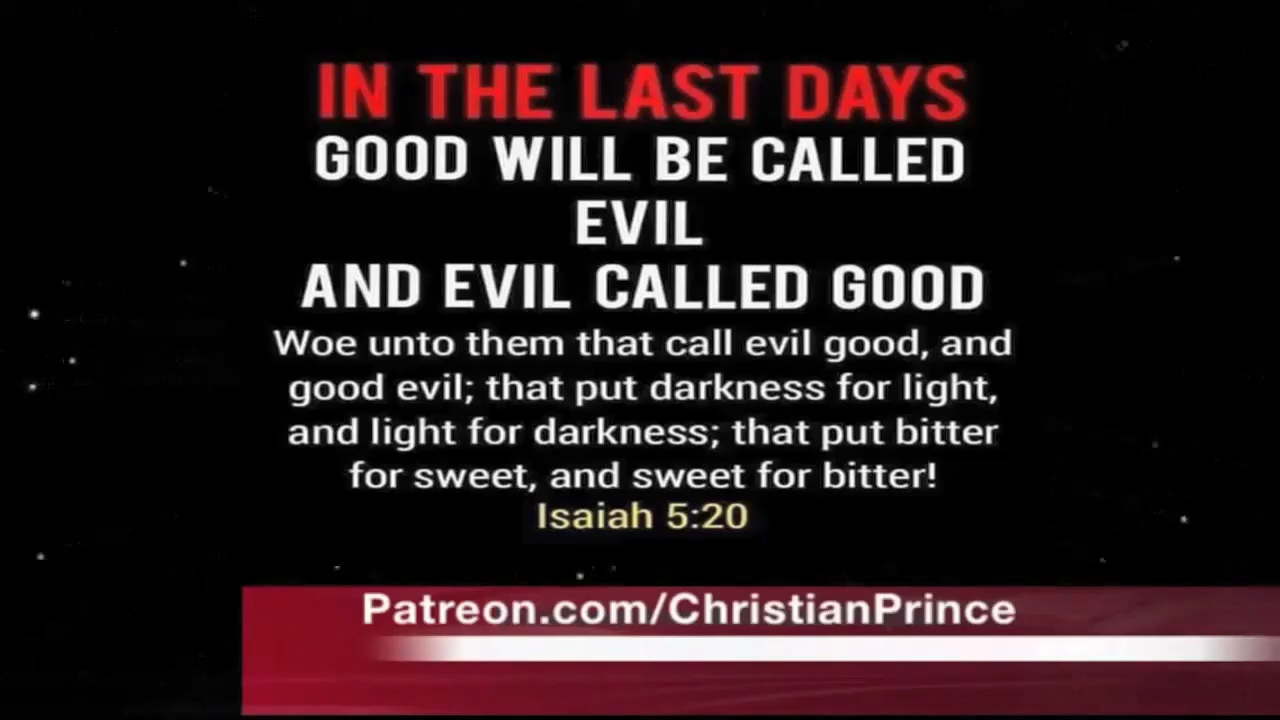 IN THE LAST DAYS
GOOD WILL BE CALLED
EVIL
AND EVIL CALLED GOOD
Woe unto them that call evil good, and
good evil; that put darkness for light,
and light for darkness; that put bitter
for sweet, and sweet for bitter!
Isaiah 5:20
Patreon.com/ChristianPrince